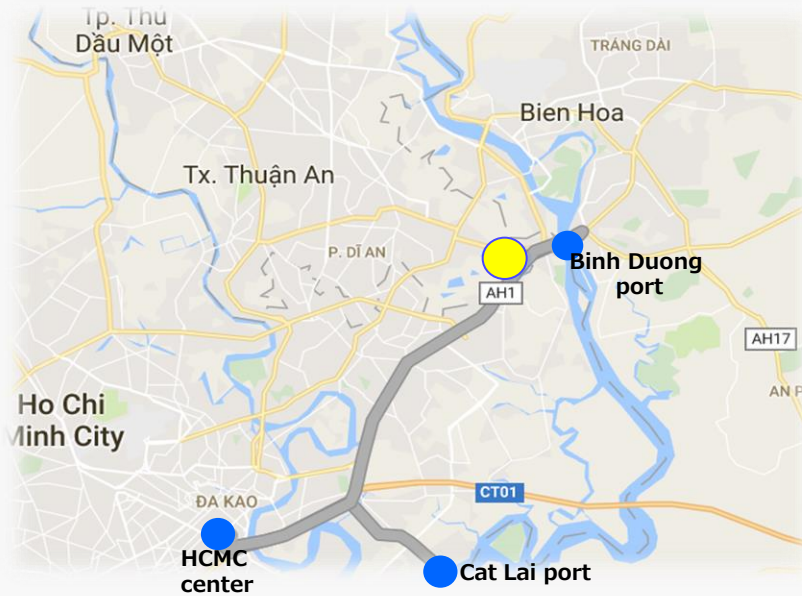 Tp. Thủ
Dầu Một
TRẢNG DÀI
Bien Hoa
Tx. Thuận An
P. DĨ AN
Binh Duong
port
AH1
AH17
AN P
Ho Chi
Minh City
CT01
ĐA KAO
HCMC
center
Cat Lai port